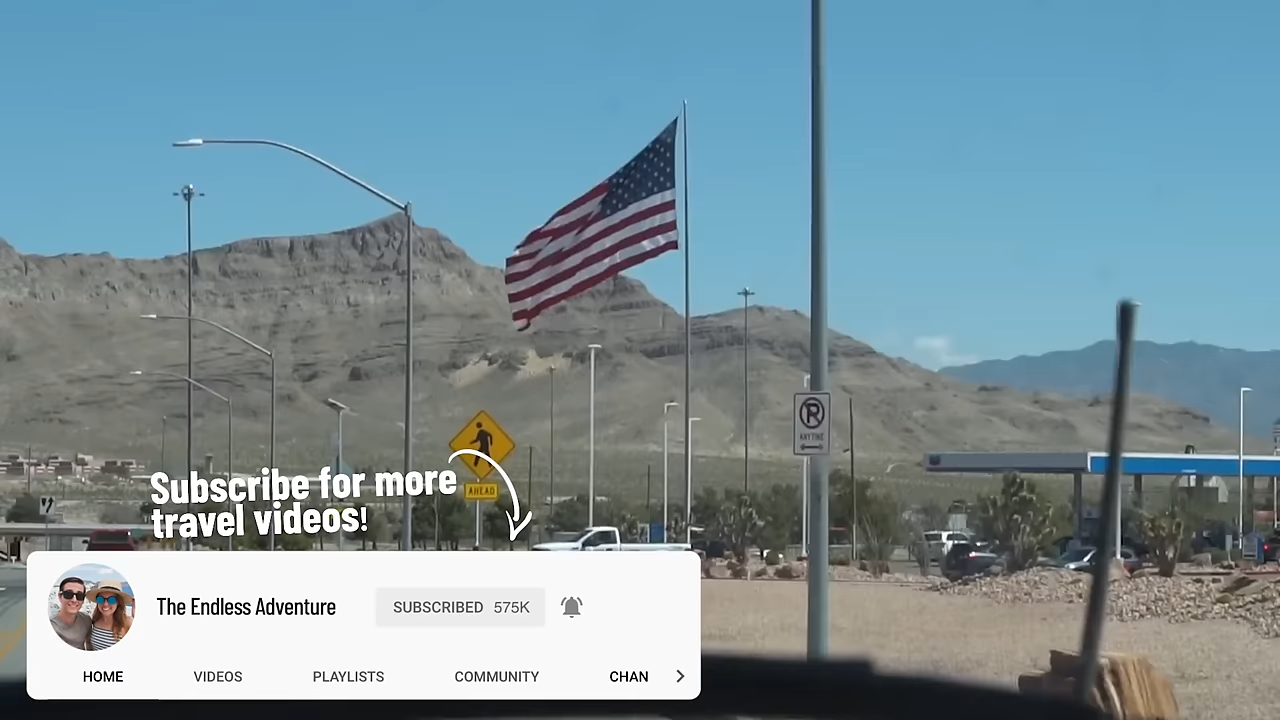 P
ANYTIME
AHEAD
Subscribe for more
travel videos!
The Endless Adventure
SUBSCRIBED 575K
HOME VIDEOS PLAYLISTS COMMUNITY CHAN